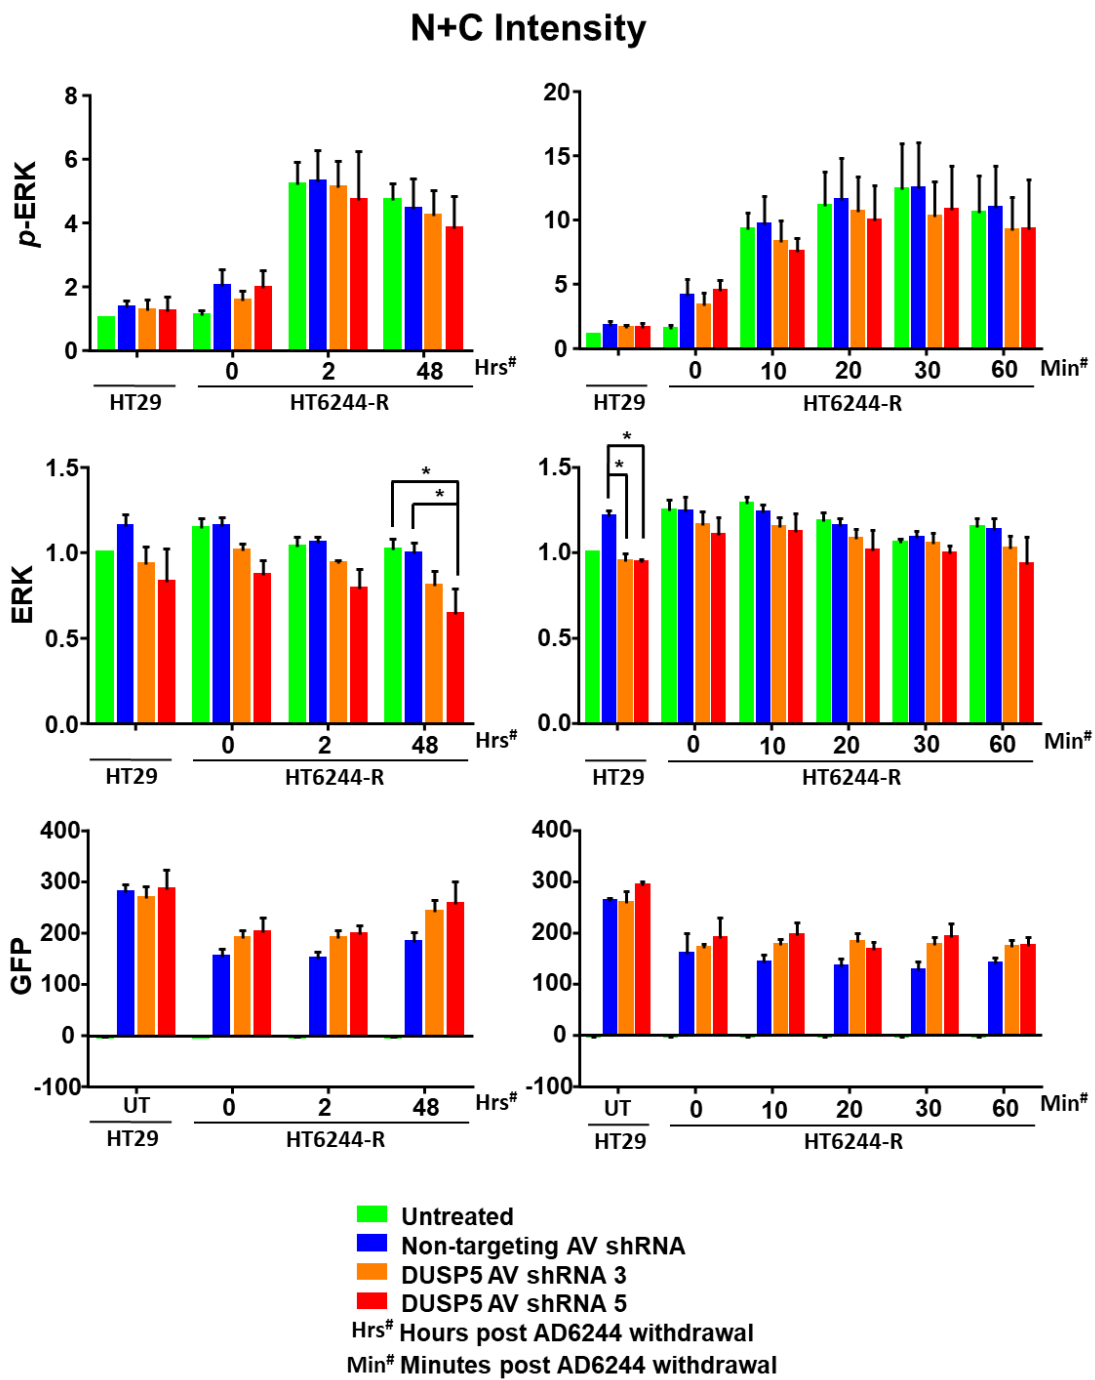 N+C Intensity
p-ERK
8
6
4
2
0
0 2 48 Hrs#
HT29 HT6244-R
20
15
10
5
0
0 10 20 30 60 Min#
HT29 HT6244-R
ERK
1.5
1.0
0.5
0.0
* 
*
0 2 48 Hrs#
HT29 HT6244-R
1.5
1.0
0.5
0.0
*
*
0 10 20 30 60 Min#
HT29 HT6244-R
GFP
400
300
200
100
0
-100
UT 0 2 48 Hrs#
HT29 HT6244-R
400
300
200
100
0
-100
UT 0 10 20 30 60 Min#
HT29 HT6244-R
Untreated
Non-targeting AV shRNA
DUSP5 AV shRNA 3
DUSP5 AV shRNA 5
Hrs# Hours post AD6244 withdrawal
Min# Minutes post AD6244 withdrawal